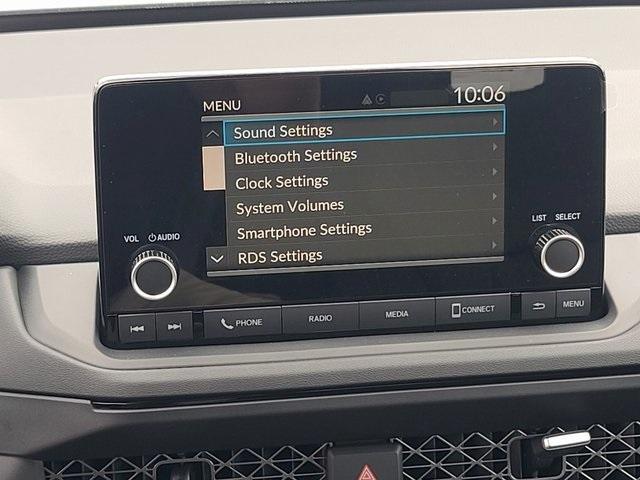 MENU 10:06
Sound Settings
Bluetooth Settings
Clock Settings
System Volumes
Smartphone Settings
RDS Settings
VOL AUDIO
LIST SELECT
PHONE RADIO MEDIA CONNECT MENU